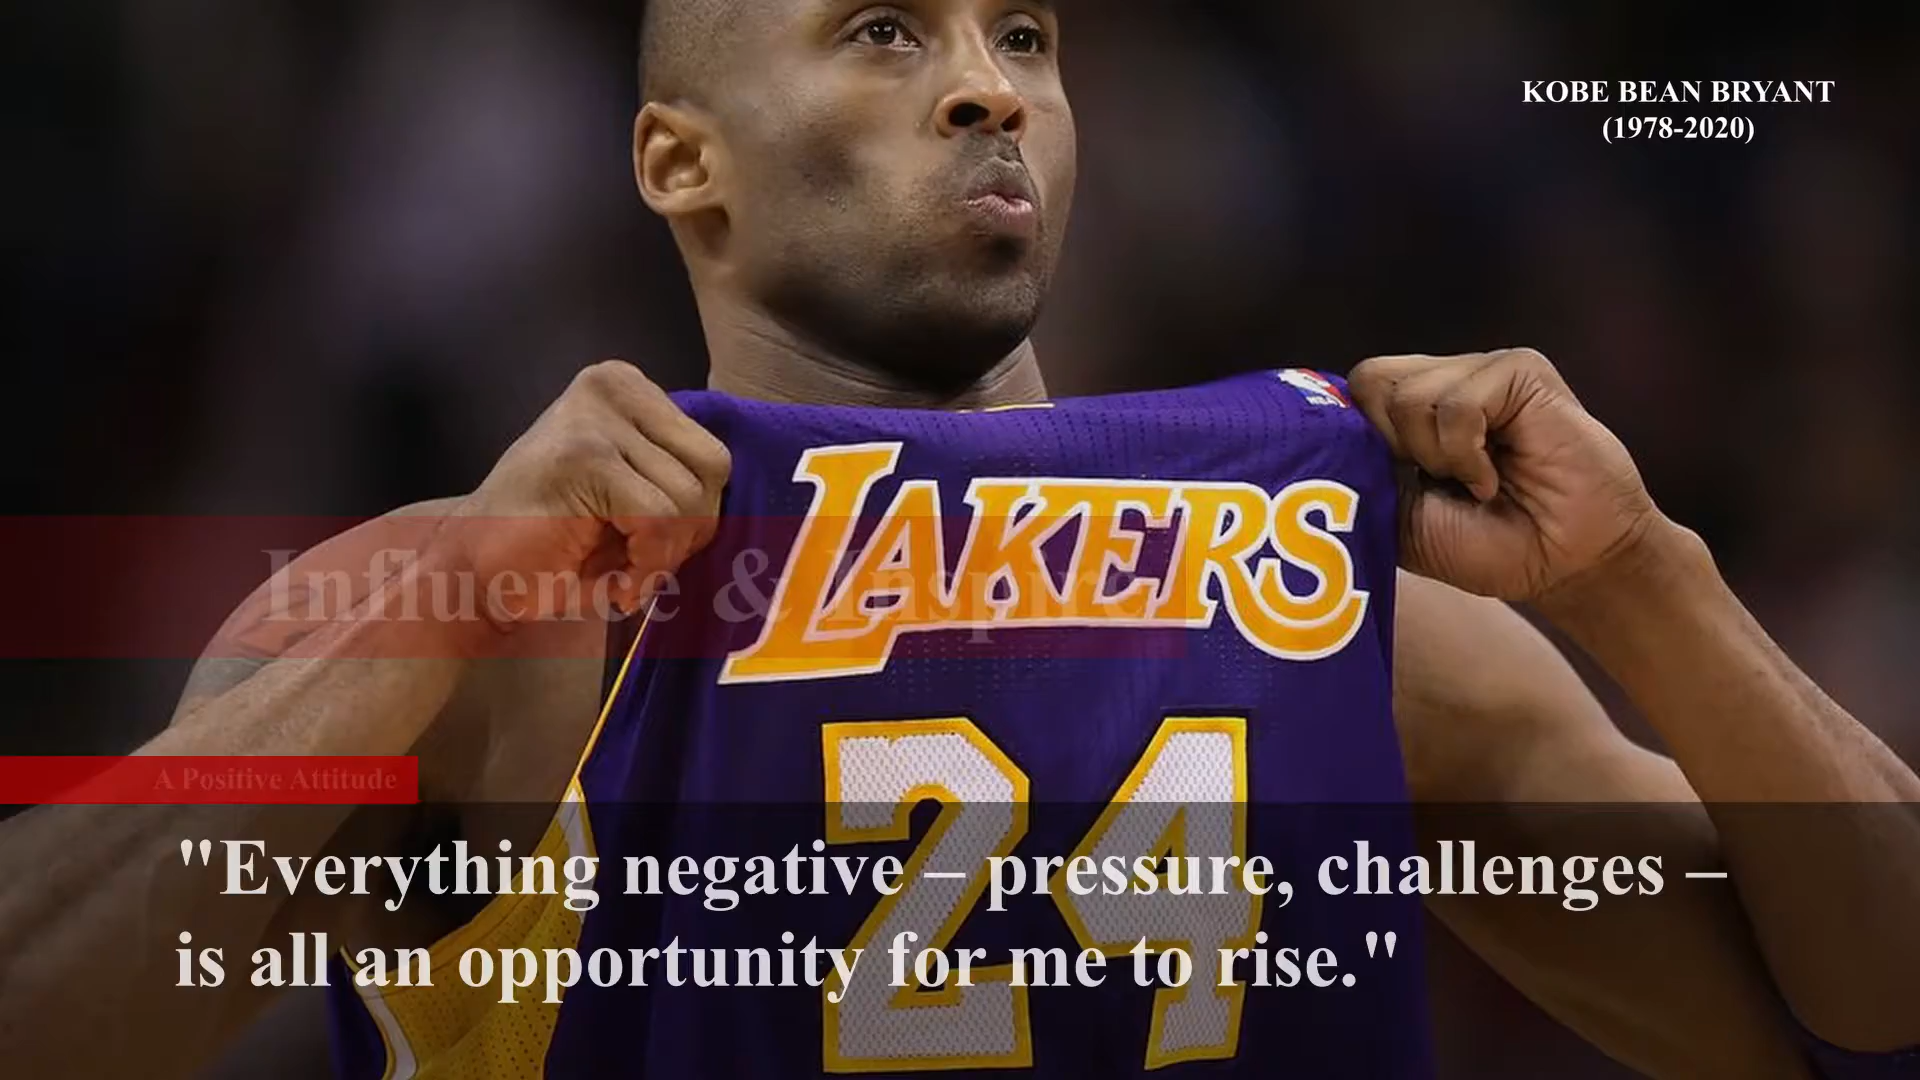 KOBE BEAN BRYANT
(1978-2020)
NBA
LAKERS
Influence & Inspire
24
A Positive Attitude
"Everything negative – pressure, challenges –
is all an opportunity for me to rise."